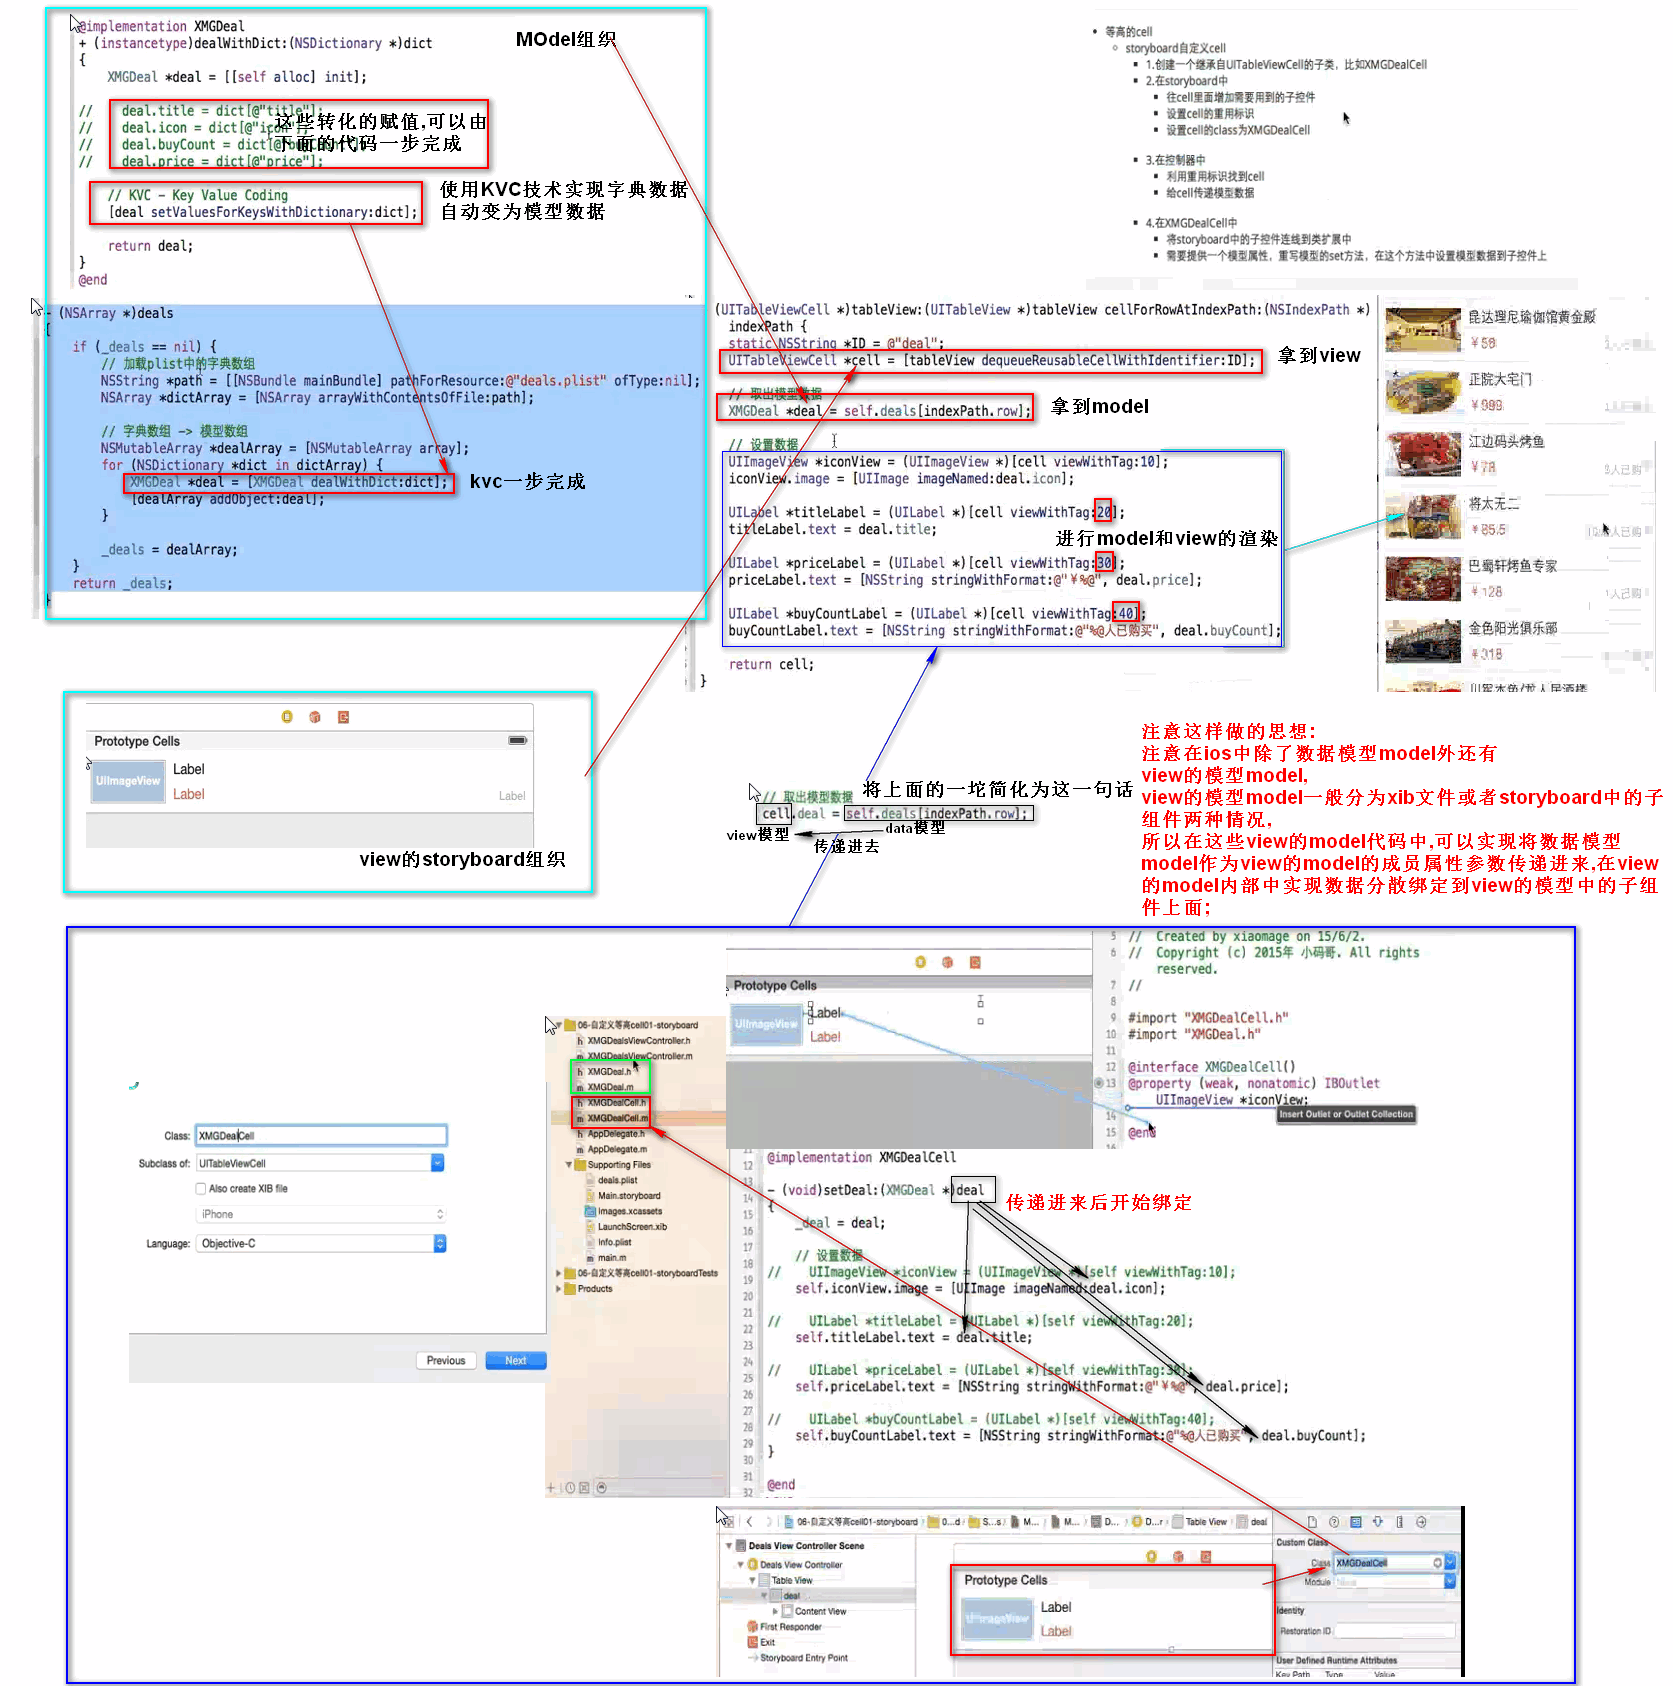 @implementation XMGDeal
+ (instancetype)dealWithDict:(NSDictionary *)dict
{
XMGDeal *deal = [[self alloc] init];
MOdel组织
// deal.title = dict[@"title"];
// deal.icon = dict[@"icon"];
// deal.buyCount = dict[@"buyCount"];
// deal.price = dict[@"price"];
这些转化的赋值,可以由
下面的代码一步完成
// KVC - Key Value Coding
[deal setValuesForKeysWithDictionary:dict];
使用KVC技术实现字典数据
自动变为模型数据
return deal;
}
@end
• 等高的cell
storyboard自定义cell
1.创建一个继承自UITableViewCell的子类，比如XMGDealCell
2.在storyboard中
往cell里面增加需要用到的子控件
设置cell的重用标识
设置cell的class为XMGDealCell
3.在控制器中
利用重用标识找到cell
给cell传递模型数据
4.在XMGDealCell中
将storyboard中的子控件连线到类扩展中
需要提供一个模型属性，重写模型的set方法，在这个方法中设置模型数据到子控件上
- (NSArray *)deals
{
if (_deals == nil) {
// 加载plist中的字典数组
NSString *path = [[NSBundle mainBundle] pathForResource:@"deals.plist" ofType:nil];
NSArray *dictArray = [NSArray arrayWithContentsOfFile:path];
// 字典数组 -> 模型数组
NSMutableArray *dealArray = [NSMutableArray array];
for (NSDictionary *dict in dictArray) {
XMGDeal *deal = [XMGDeal dealWithDict:dict];
kvc一步完成
[dealArray addObject:deal];
}
_deals = dealArray;
}
return _deals;
}
(UITableViewCell *)tableView:(UITableView *)tableView cellForRowAtIndexPath:(NSIndexPath *)
indexPath {
static NSString *ID = @"deal";
UITableViewCell *cell = [tableView dequeueReusableCellWithIdentifier:ID];
拿到view
// 取出模型数据
XMGDeal *deal = self.deals[indexPath.row];
拿到model
// 设置数据
UIImageView *iconView = (UIImageView *)[cell viewWithTag:10];
iconView.image = [UIImage imageNamed:deal.icon];
UILabel *titleLabel = (UILabel *)[cell viewWithTag:20];
titleLabel.text = deal.title;
进行model和view的渲染
UILabel *priceLabel = (UILabel *)[cell viewWithTag:30];
priceLabel.text = [NSString stringWithFormat:@"￥%@", deal.price];
UILabel *buyCountLabel = (UILabel *)[cell viewWithTag:40];
buyCountLabel.text = [NSString stringWithFormat:@"%@人已购买", deal.buyCount];
return cell;
}
昆达理尼瑜伽馆黄金殿
￥58
正院大宅门
￥999
江边码头烤鱼
￥78
将太无二
￥85.5
巴蜀轩烤鱼专家
￥128
金色阳光俱乐部
￥318
Prototype Cells
UIImageView
Label
Label
Label
view的storyboard组织
// 取出模型数据
将上面的一坨简化为这一句话
cell.deal = self.deals[indexPath.row];
view模型
data模型
传递进去
注意这样做的思想:
注意在ios中除了数据模型model外还有
view的模型model,
view的模型model一般分为xib文件或者storyboard中的子
组件两种情况,
所以在这些view的model代码中,可以实现将数据模型
model作为view的model的成员属性参数传递进来,在view
的model内部中实现数据分散绑定到view的模型中的子组
件上面;
Class: XMGDealCell
Subclass of: UITableViewCell
Also create XIB file
iPhone
Language: Objective-C
Previous
Next
06-自定义等高cell01-storyboard
h XMGDealsViewController.h
m XMGDealsViewController.m
h XMGDeal.h
m XMGDeal.m
h XMGDealCell.h
m XMGDealCell.m
h AppDelegate.h
m AppDelegate.m
Supporting Files
deals.plist
Main.storyboard
Images.xcassets
LaunchScreen.xib
Info.plist
main.m
06-自定义等高cell01-storyboardTests
Products
Prototype Cells
UIImageView
Label
Label
5 // Created by xiaomage on 15/6/2.
6 // Copyright (c) 2015年 小码哥. All rights
reserved.
7 //
8
9 #import "XMGDealCell.h"
10 #import "XMGDeal.h"
11
12 @interface XMGDealCell()
13 @property (weak, nonatomic) IBOutlet
UIImageView *iconView;
14
Insert Outlet or Outlet Collection
15 @end
12 @implementation XMGDealCell
13
14 - (void)setDeal:(XMGDeal *)deal
传递进来后开始绑定
15 {
16 _deal = deal;
17
18 // 设置数据
19 // UIImageView *iconView = (UIImageView *)[self viewWithTag:10];
20 self.iconView.image = [UIImage imageNamed:deal.icon];
21
22 // UILabel *titleLabel = (UILabel *)[self viewWithTag:20];
23 self.titleLabel.text = deal.title;
24
25 // UILabel *priceLabel = (UILabel *)[self viewWithTag:30];
26 self.priceLabel.text = [NSString stringWithFormat:@"￥%@", deal.price];
27
28 // UILabel *buyCountLabel = (UILabel *)[self viewWithTag:40];
29 self.buyCountLabel.text = [NSString stringWithFormat:@"%@人已购买", deal.buyCount];
30 }
31
32 @end
06-自定义等高cell01-storyboard
0...d
S...s
M...
M...
D...
D...r
Table View
deal
Deals View Controller Scene
Deals View Controller
Table View
deal
Content View
First Responder
Exit
Storyboard Entry Point
Prototype Cells
UIImageView
Label
Label
Custom Class
Class XMGDealCell
Module None
Identity
Restoration ID
User Defined Runtime Attributes
Key Path Type Value